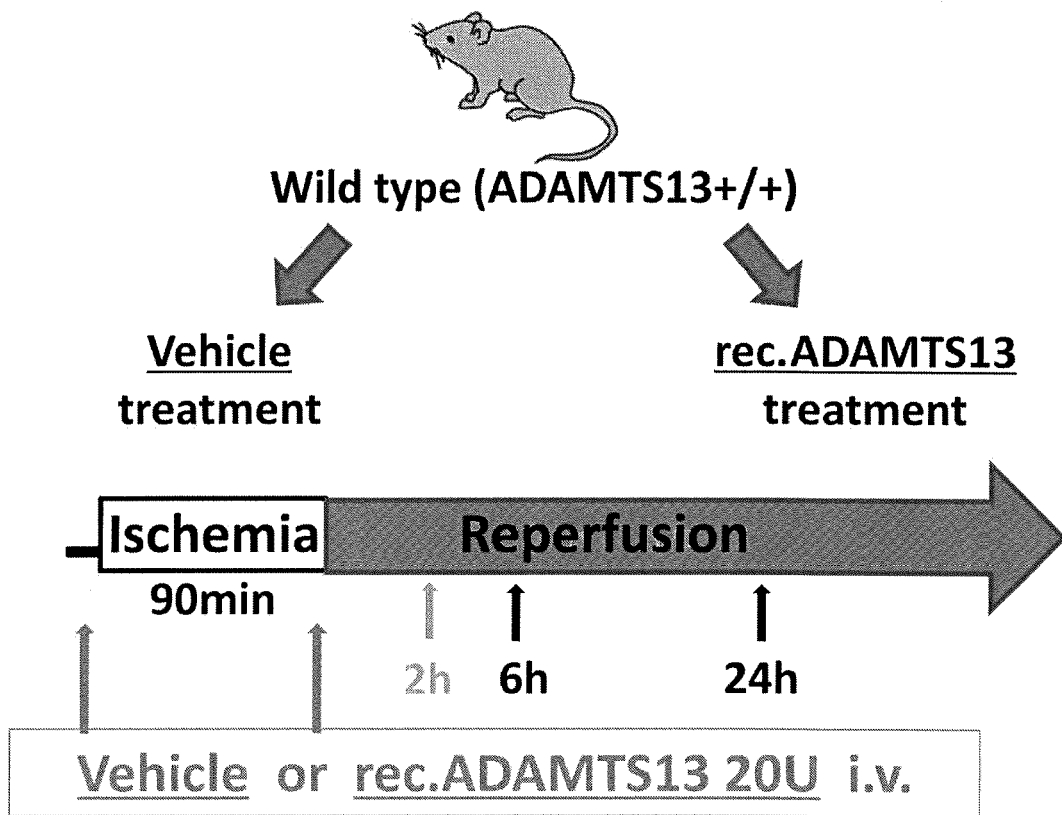 Wild type (ADAMTS13+/+)
Vehicle
treatment
rec.ADAMTS13
treatment
Ischemia
Reperfusion
90min
2h
6h
24h
Vehicle or rec.ADAMTS13 20U i.v.